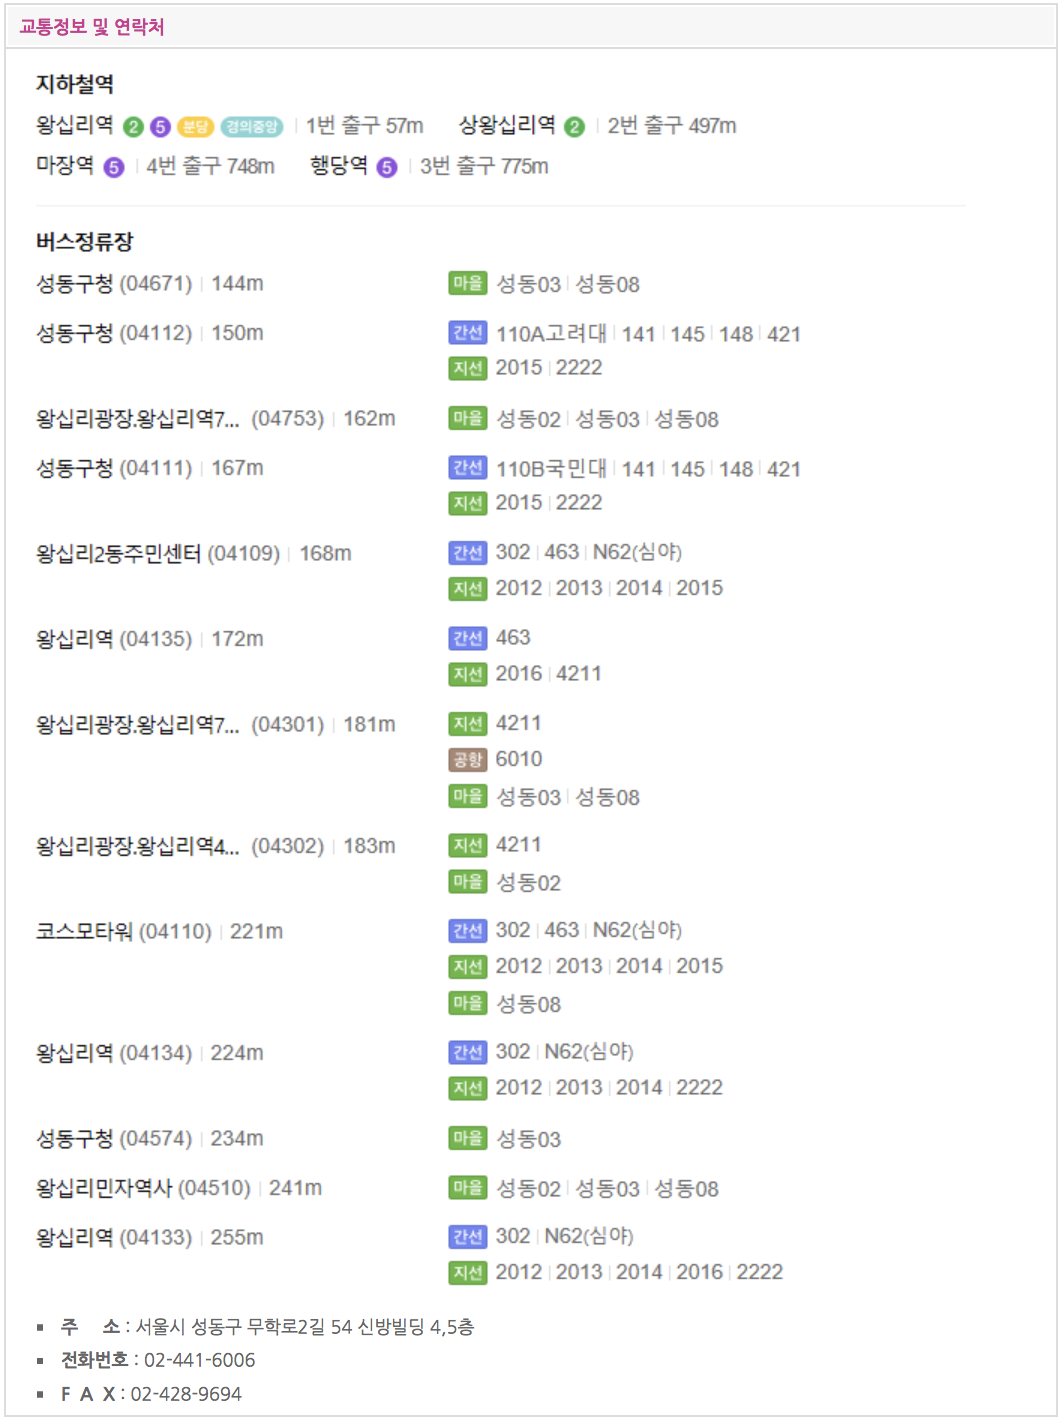 교통정보 및 연락처
지하철역
왕십리역 2 5 분당 경의중앙 | 1번 출구 57m 상왕십리역 2 | 2번 출구 497m
마장역 5 | 4번 출구 748m 행당역 5 | 3번 출구 775m
버스정류장
성동구청 (04671) | 144m 마을 성동03 | 성동08
성동구청 (04112) | 150m 간선 110A고려대 | 141 | 145 | 148 | 421
지선 2015 | 2222
왕십리광장.왕십리역7... (04753) | 162m 마을 성동02 | 성동03 | 성동08
성동구청 (04111) | 167m 간선 110B국민대 | 141 | 145 | 148 | 421
지선 2015 | 2222
왕십리2동주민센터 (04109) | 168m 간선 302 | 463 | N62(심야)
지선 2012 | 2013 | 2014 | 2015
왕십리역 (04135) | 172m 간선 463
지선 2016 | 4211
왕십리광장.왕십리역7... (04301) | 181m 지선 4211
공항 6010
마을 성동03 | 성동08
왕십리광장.왕십리역4... (04302) | 183m 지선 4211
마을 성동02
코스모타워 (04110) | 221m 간선 302 | 463 | N62(심야)
지선 2012 | 2013 | 2014 | 2015
마을 성동08
왕십리역 (04134) | 224m 간선 302 | N62(심야)
지선 2012 | 2013 | 2014 | 2222
성동구청 (04574) | 234m 마을 성동03
왕십리민자역사 (04510) | 241m 마을 성동02 | 성동03 | 성동08
왕십리역 (04133) | 255m 간선 302 | N62(심야)
지선 2012 | 2013 | 2014 | 2016 | 2222
▪ 주 소 : 서울시 성동구 무학로2길 54 신방빌딩 4,5층
▪ 전화번호 : 02-441-6006
▪ F A X : 02-428-9694